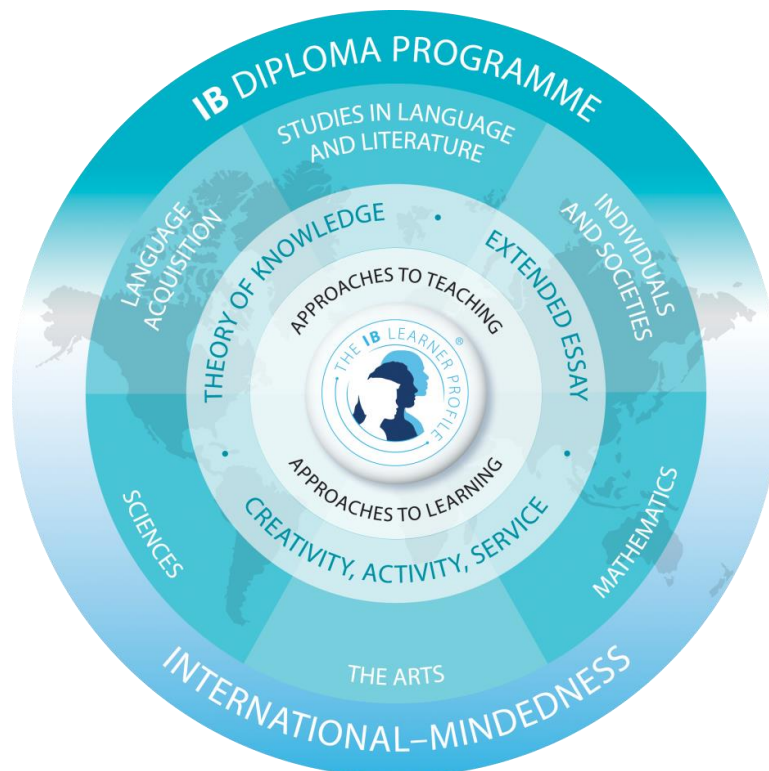 IB DIPLOMA PROGRAMME
STUDIES IN LANGUAGE
AND LITERATURE
LANGUAGE
ACQUISITION
INDIVIDUALS
AND SOCIETIES
THEORY OF KNOWLEDGE
•
EXTENDED ESSAY
APPROACHES TO TEACHING
THE IB LEARNER PROFILE
®
APPROACHES TO LEARNING
•
•
CREATIVITY, ACTIVITY, SERVICE
SCIENCES
MATHEMATICS
THE ARTS
INTERNATIONAL–MINDEDNESS